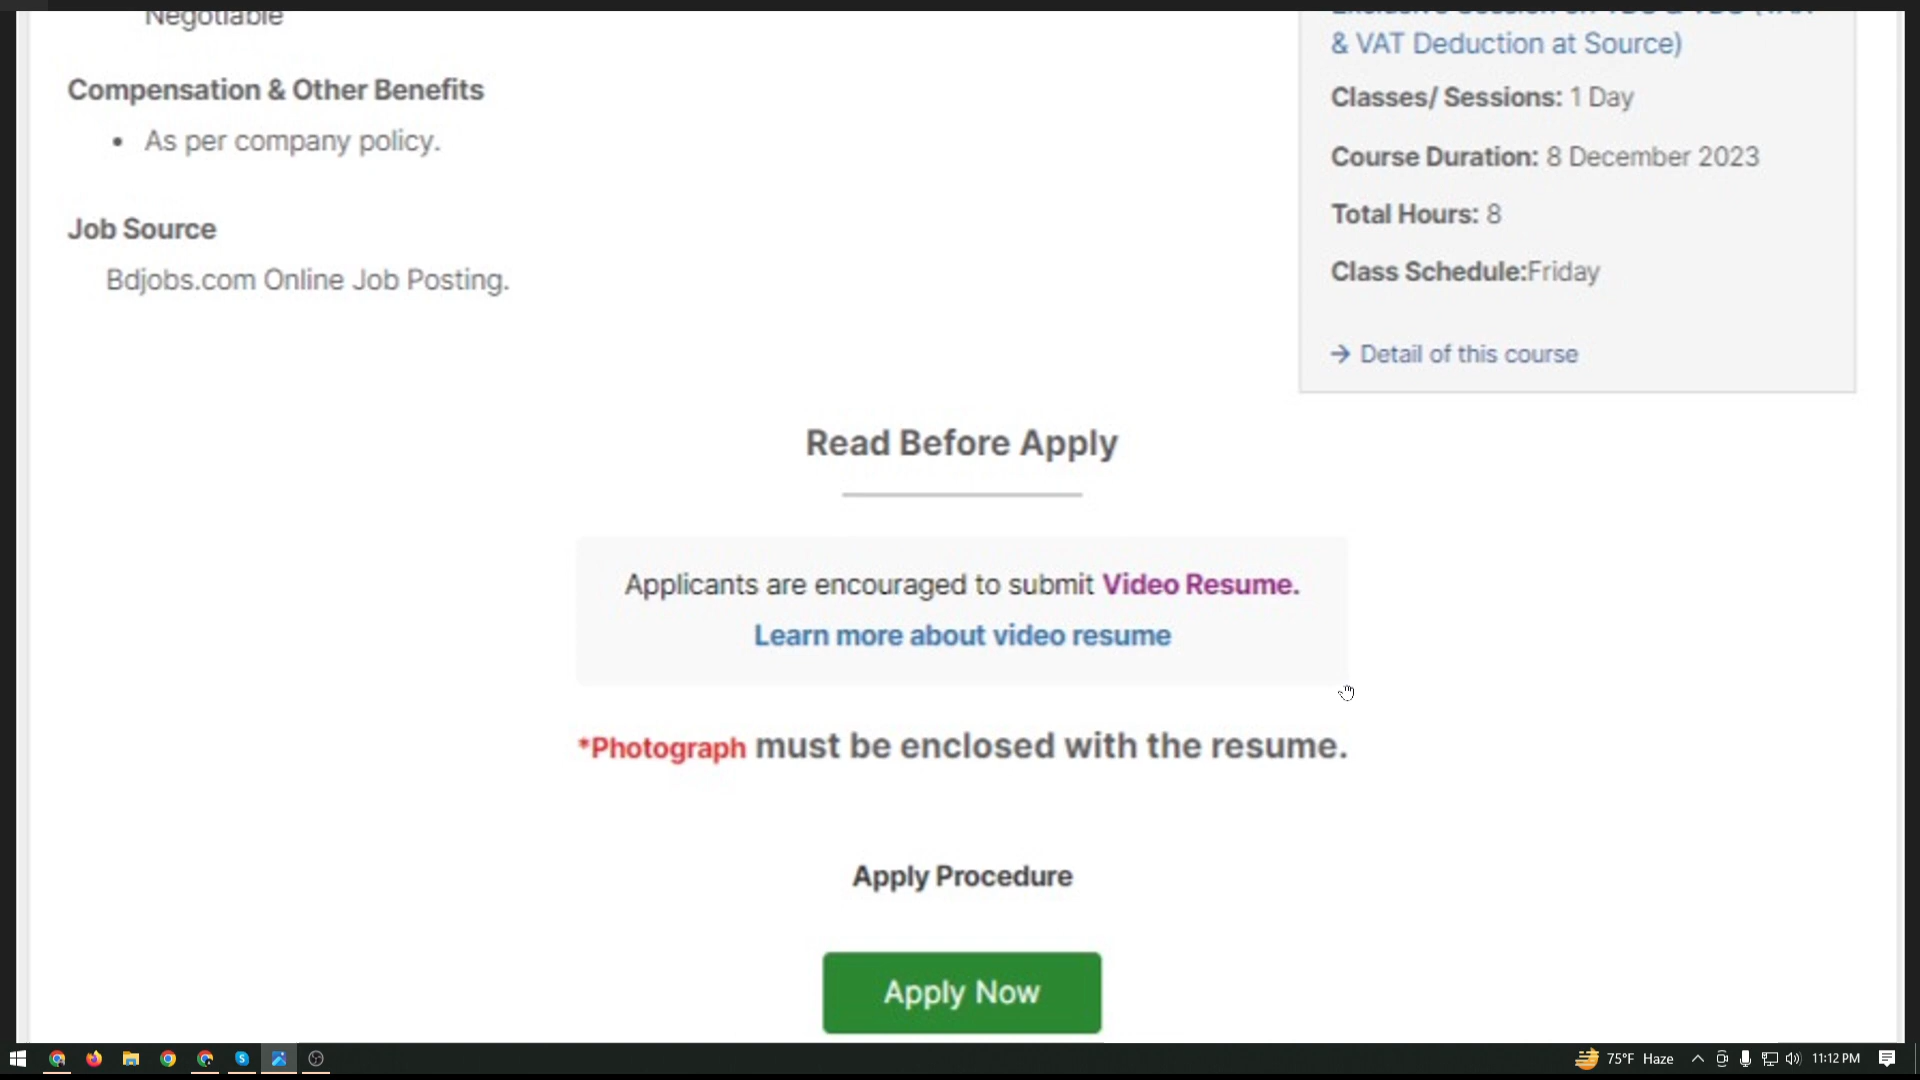 Negotiable
Compensation & Other Benefits
• As per company policy.
Job Source
Bdjobs.com Online Job Posting.
& VAT Deduction at Source)
Classes/ Sessions: 1 Day
Course Duration: 8 December 2023
Total Hours: 8
Class Schedule:Friday
→ Detail of this course
Read Before Apply
Applicants are encouraged to submit Video Resume.
Learn more about video resume
*Photograph must be enclosed with the resume.
Apply Procedure
Apply Now
75°F Haze
11:12 PM